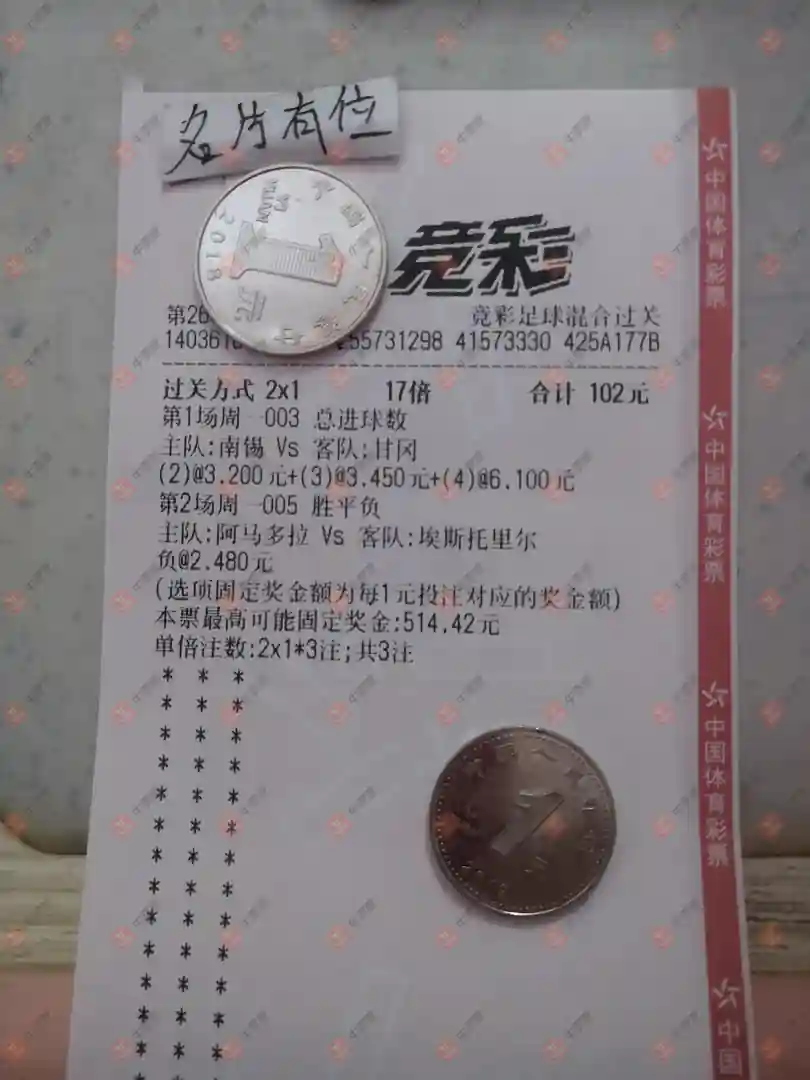 名片有位
竞彩
第26
竞彩足球混合过关
140361 255731298 41573330 425A177B
过关方式 2x1 17倍 合计 102元
第1场周一003 总进球数
主队:南锡 Vs 客队:甘冈
(2)@3.200元+(3)@3.450元+(4)@6.100元
第2场周一005 胜平负
主队:阿马多拉 Vs 客队:埃斯托里尔
负@2.480元
(选项固定奖金额为每1元投注对应的奖金额)
本票最高可能固定奖金:514.42元
单倍注数:2x1*3注;共3注
中国体育彩票
中国体育彩票
中国体育彩票
中国
2018
1